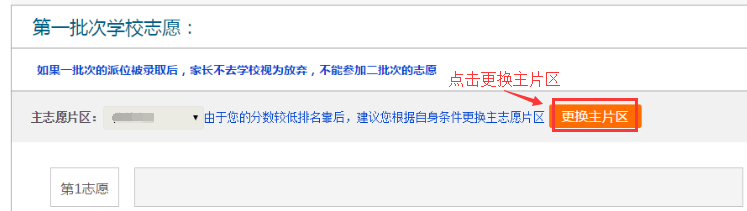 第一批次学校志愿：
如果一批次的派位被录取后，家长不去学校视为放弃，不能参加二批次的志愿
点击更换主片区
主志愿片区： 由于您的分数较低排名靠后，建议您根据自身条件更换主志愿片区 更换主片区
第1志愿